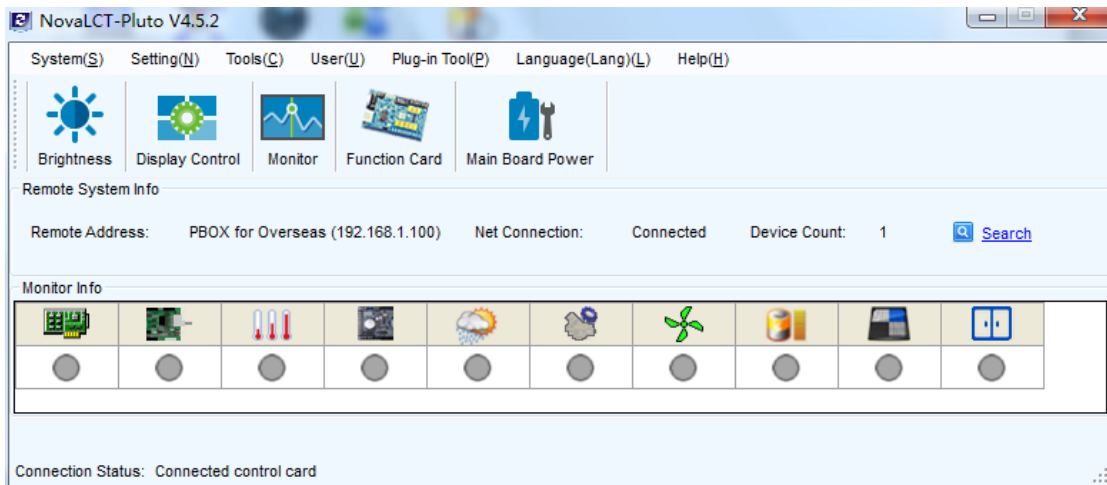 NovaLCT-Pluto V4.5.2
System(S) Setting(N) Tools(C) User(U) Plug-in Tool(P) Language(Lang)(L) Help(H)
Brightness Display Control Monitor Function Card Main Board Power
Remote System Info
Remote Address: PBOX for Overseas (192.168.1.100) Net Connection: Connected Device Count: 1 Search
Monitor Info
Connection Status: Connected control card